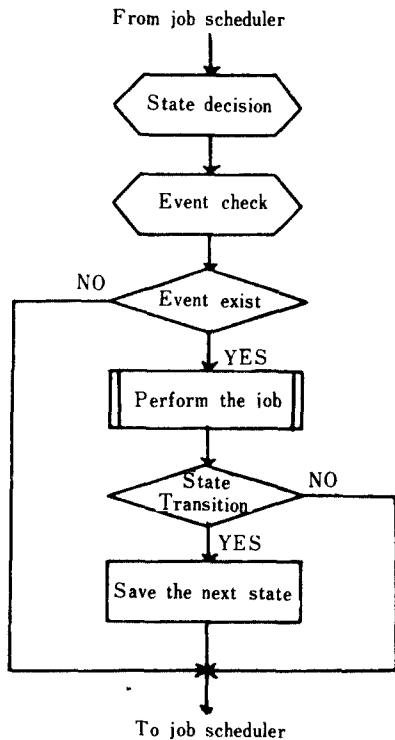 From job scheduler
State decision
Event check
NO
Event exist
YES
Perform the job
State
Transition
NO
YES
Save the next state
To job scheduler